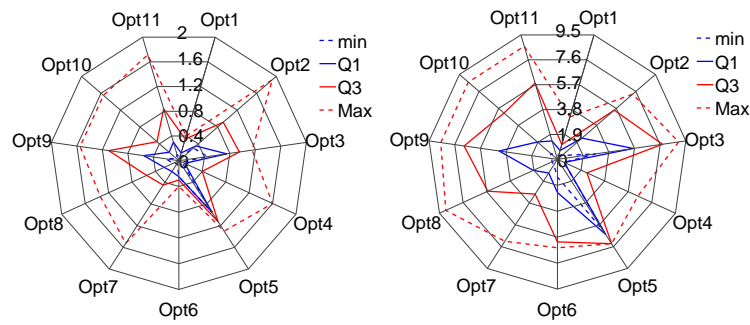 Opt11
2
Opt1
min
Q1
Q3
Max
Opt10
1.6
Opt2
1.2
0.8
Opt9
0.4
Opt3
0
Opt8
Opt4
Opt7
Opt5
Opt6
Opt11
9.5
Opt1
min
Q1
Q3
Max
Opt10
7.6
Opt2
5.7
3.8
Opt9
1.9
Opt3
0
Opt8
Opt4
Opt7
Opt5
Opt6